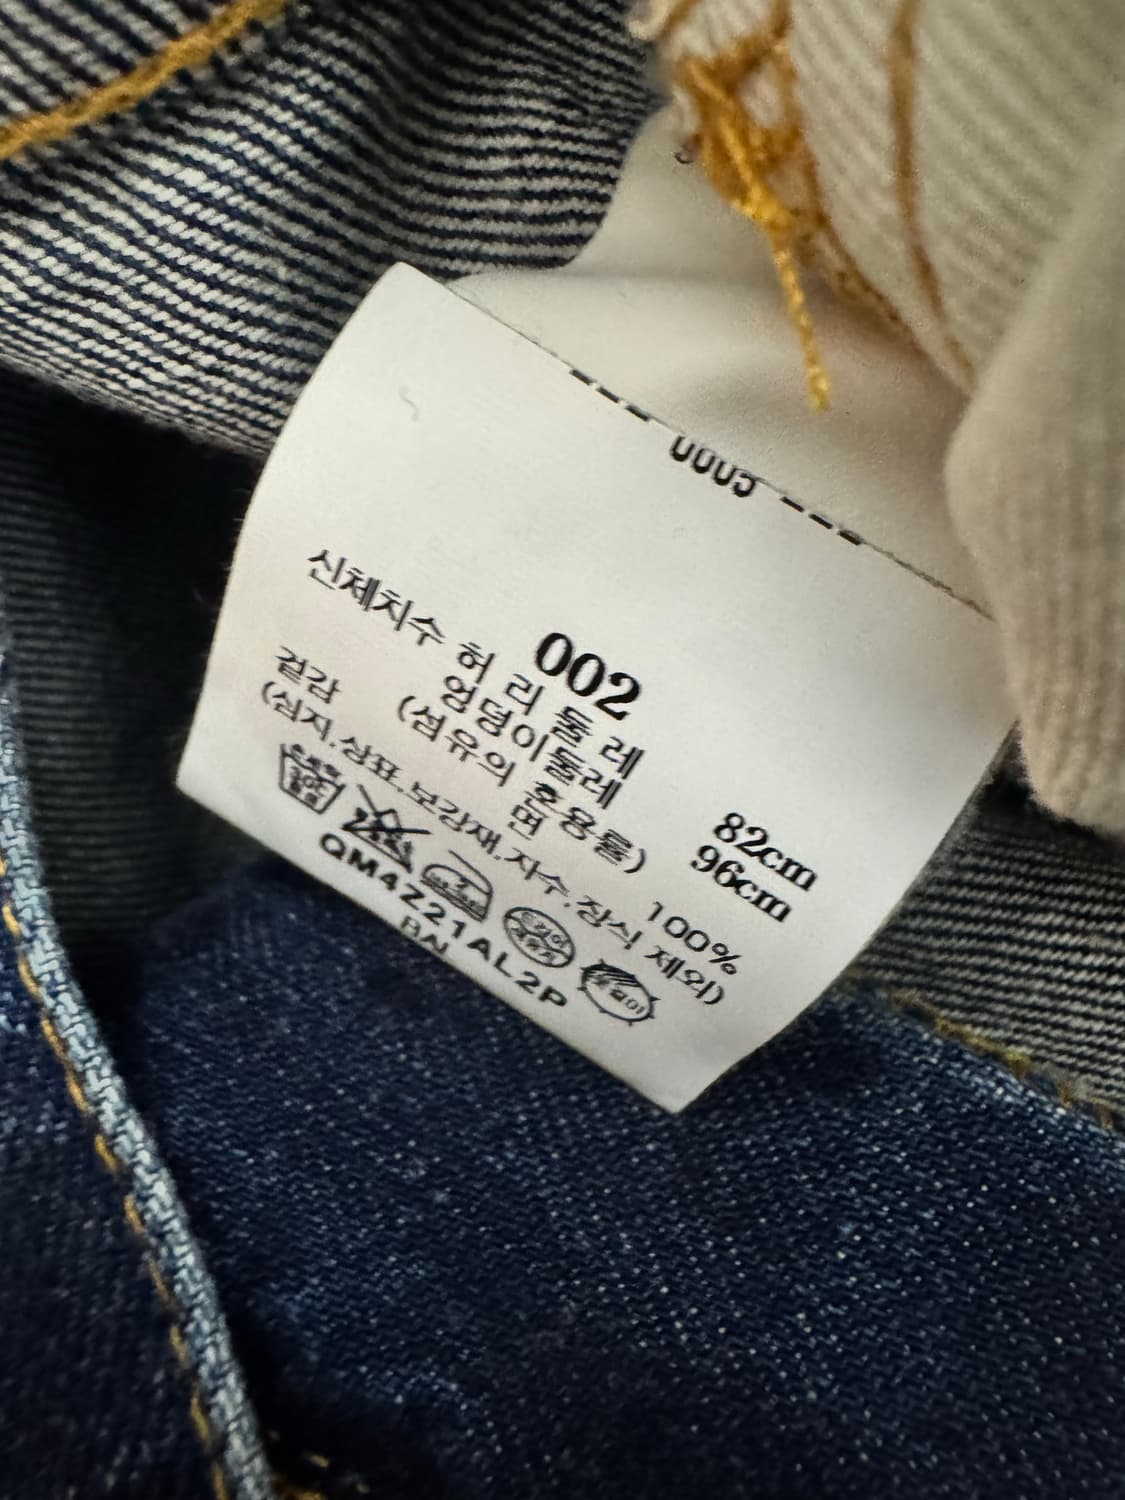 0005
002
신체치수 허리둘레 82cm
엉덩이둘레 96cm
(섬유의 혼용률)
겉감 면 100%
(심지.상표.보강재.자수.장식 제외)
QM4Z21AL2P